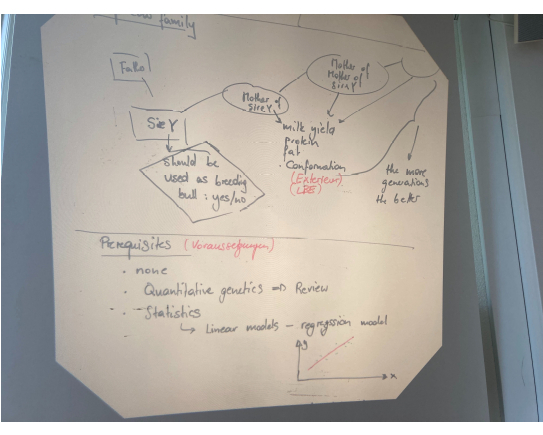 family
Mother of
Mother of
Sire Y
Mother of
Sire Y
Sire Y
milk yield
protein
fat
Conformation
(Exterieur)
(LBE)
should be
used as breeding
bull : yes/no
the more
generations
the better
Prerequisites (Voraussetzungen)
. none
. Quantitative genetics => Review
. Statistics
↳ Linear models - regression model
y
x